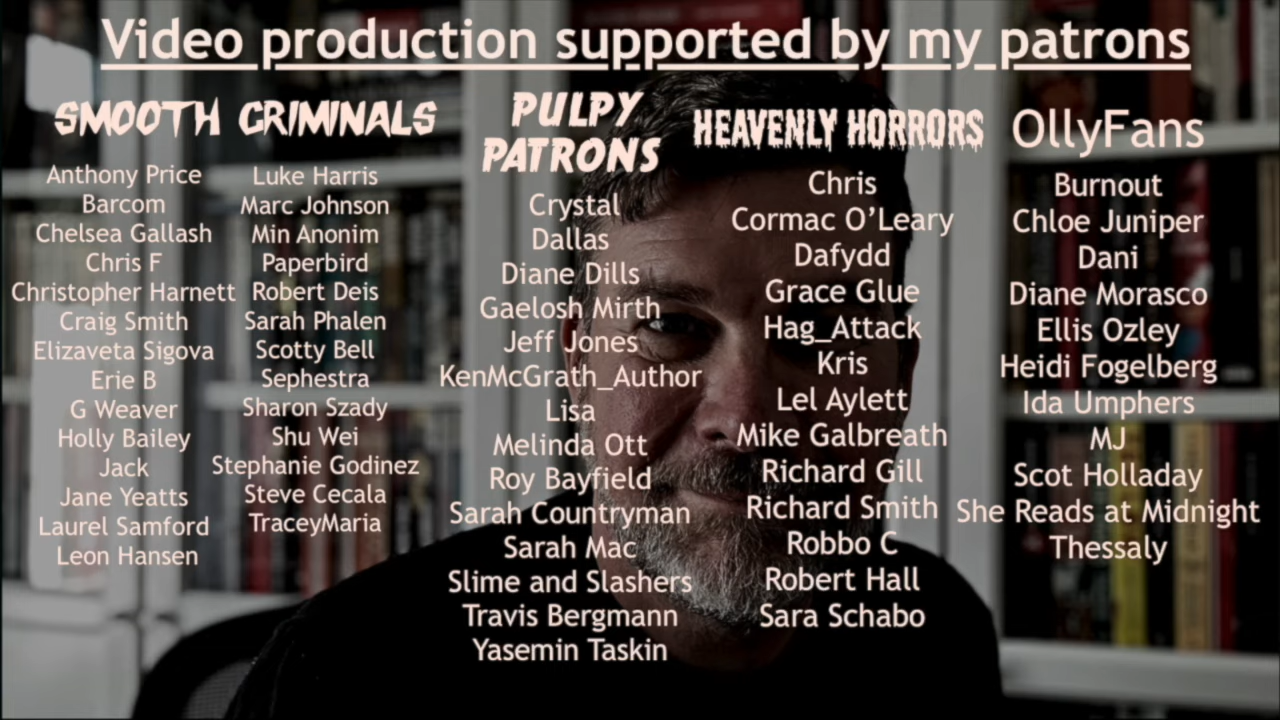 Video production supported by my patrons
SMOOTH CRIMINALS
Anthony Price
Barcom
Chelsea Gallash
Chris F
Christopher Harnett
Craig Smith
Elizaveta Sigova
Erie B
G Weaver
Holly Bailey
Jack
Jane Yeatts
Laurel Samford
Leon Hansen
Luke Harris
Marc Johnson
Min Anonim
Paperbird
Robert Deis
Sarah Phalen
Scotty Bell
Sephestra
Sharon Szady
Shu Wei
Stephanie Godinez
Steve Cecala
TraceyMaria
PULPY
PATRONS
Crystal
Dallas
Diane Dills
Gaelosh Mirth
Jeff Jones
KenMcGrath_Author
Lisa
Melinda Ott
Roy Bayfield
Sarah Countryman
Sarah Mac
Slime and Slashers
Travis Bergmann
Yasemin Taskin
HEAVENLY HORRORS
Chris
Cormac O’Leary
Dafydd
Grace Glue
Hag_Attack
Kris
Lel Aylett
Mike Galbreath
Richard Gill
Richard Smith
Robbo C
Robert Hall
Sara Schabo
OllyFans
Burnout
Chloe Juniper
Dani
Diane Morasco
Ellis Ozley
Heidi Fogelberg
Ida Umphers
MJ
Scot Holladay
She Reads at Midnight
Thessaly